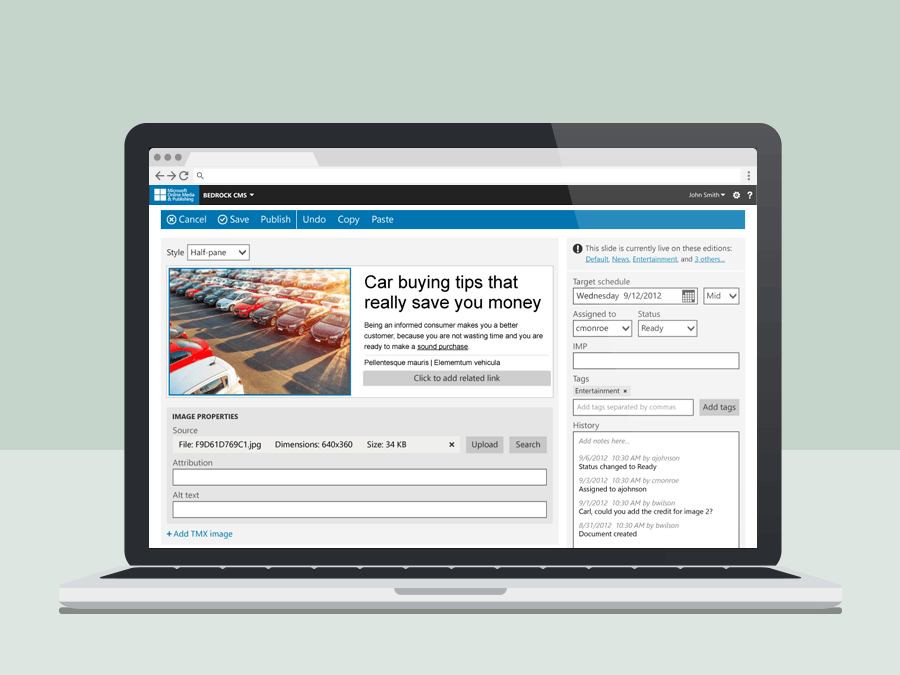 Microsoft
Online Media
& Publishing
BEDROCK CMS
John Smith
?
Cancel Save Publish Undo Copy Paste
Style Half-pane
Car buying tips that
really save you money
Being an informed consumer makes you a better
customer, because you are not wasting time and you are
ready to make a sound purchase.
Pellentesque mauris | Elememtum vehicula
Click to add related link
IMAGE PROPERTIES
Source
File: F9D61D769C1.jpg Dimensions: 640x360 Size: 34 KB × Upload Search
Attribution
Alt text
+ Add TMX image
! This slide is currently live on these editions:
Default, News, Entertainment, and 3 others...
Target schedule
Wednesday 9/12/2012 Mid
Assigned to Status
cmonroe Ready
IMP
Tags
Entertainment ×
Add tags separated by commas Add tags
History
Add notes here...
9/6/2012 10:30 AM by ajohnson
Status changed to Ready
9/3/2012 10:30 AM by cmonroe
Assigned to ajohnson
9/1/2012 10:30 AM by bwilson
Carl, could you add the credit for image 2?
8/31/2012 10:30 AM by bwilson
Document created